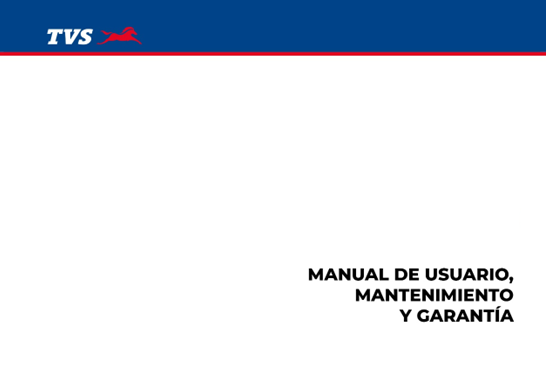 TVS
MANUAL DE USUARIO,
MANTENIMIENTO
Y GARANTÍA